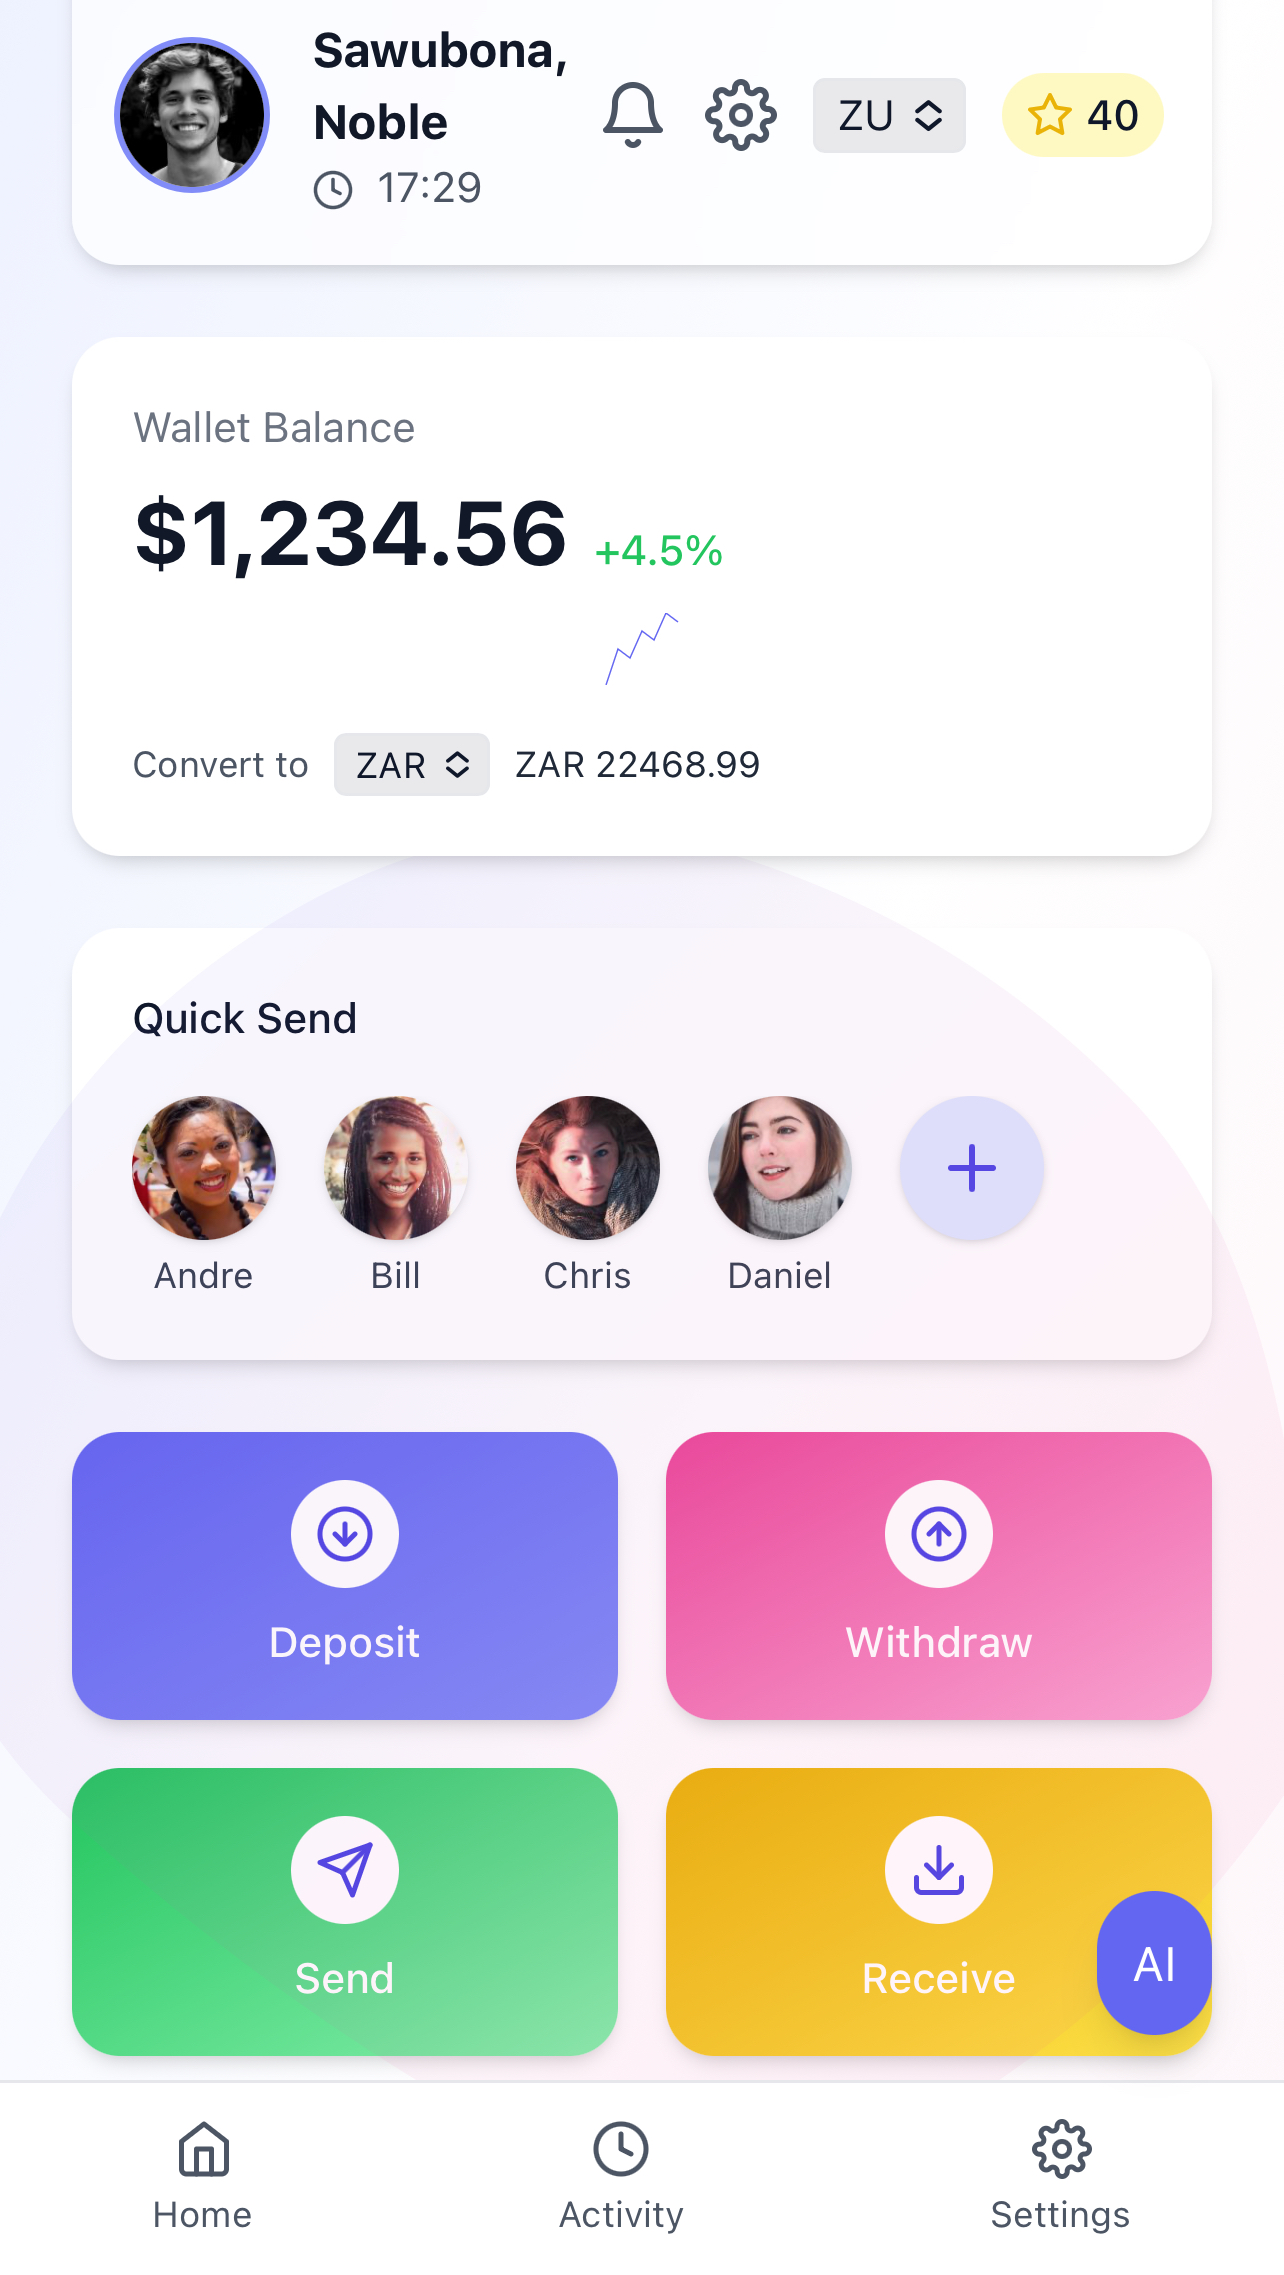 Sawubona,
Noble
17:29
ZU
40
Wallet Balance
$1,234.56 +4.5%
Convert to ZAR ZAR 22468.99
Quick Send
Andre Bill Chris Daniel
Deposit Withdraw
Send Receive
AI
Home Activity Settings